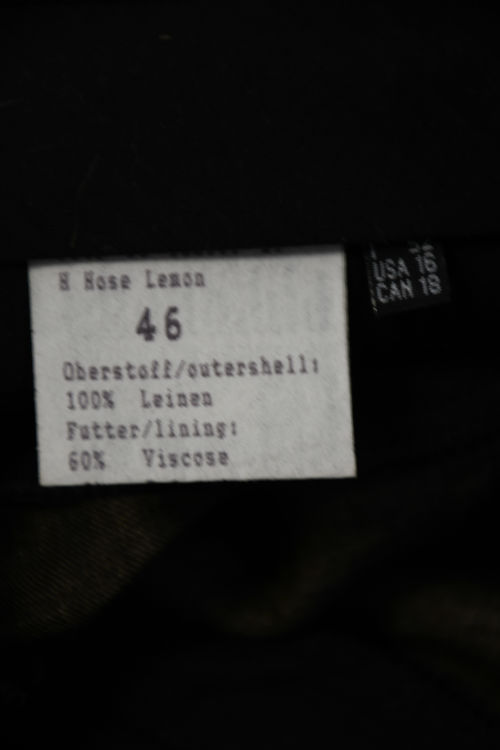 H Hose Lemon
46
Oberstoff/outershell:
100% Leinen
Futter/lining:
60% Viscose
USA 16
CAN 18